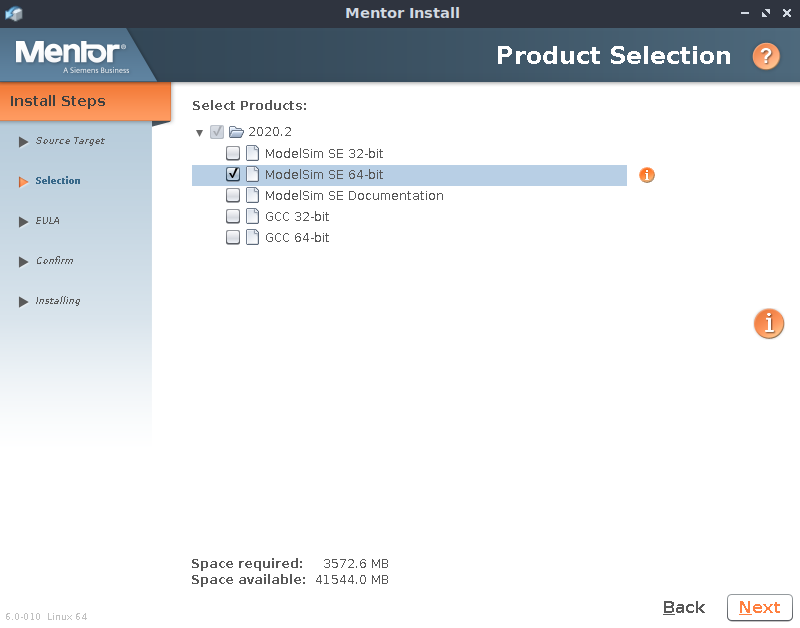 Mentor Install
Mentor®
A Siemens Business
Product Selection
?
Install Steps
Source Target
Selection
EULA
Confirm
Installing
Select Products:
2020.2
ModelSim SE 32-bit
ModelSim SE 64-bit
i
ModelSim SE Documentation
GCC 32-bit
GCC 64-bit
i
Space required: 3572.6 MB
Space available: 41544.0 MB
Back
Next
6.0-010 Linux 64